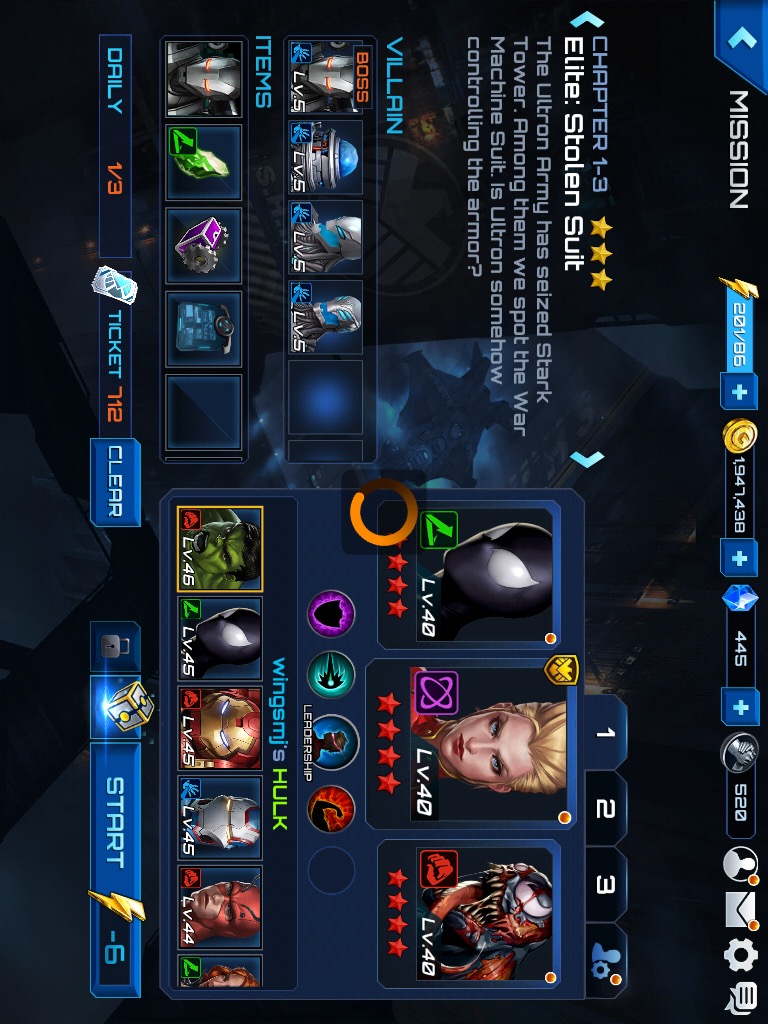 MISSION
201/86
1,947,438
445
520
CHAPTER 1-3
Elite: Stolen Suit
The Ultron Army has seized Stark
Tower. Among them we spot the War
Machine Suit. Is Ultron somehow
controlling the armor?
VILLAIN
BOSS
LV.5
LV.5
LV.5
LV.5
ITEMS
DAILY 1/3
TICKET 712
CLEAR
1
2
3
LV.40
LV.40
LV.40
LEADERSHIP
wingsmj's HULK
LV.46
LV.45
LV.45
LV.45
LV.44
START
-6